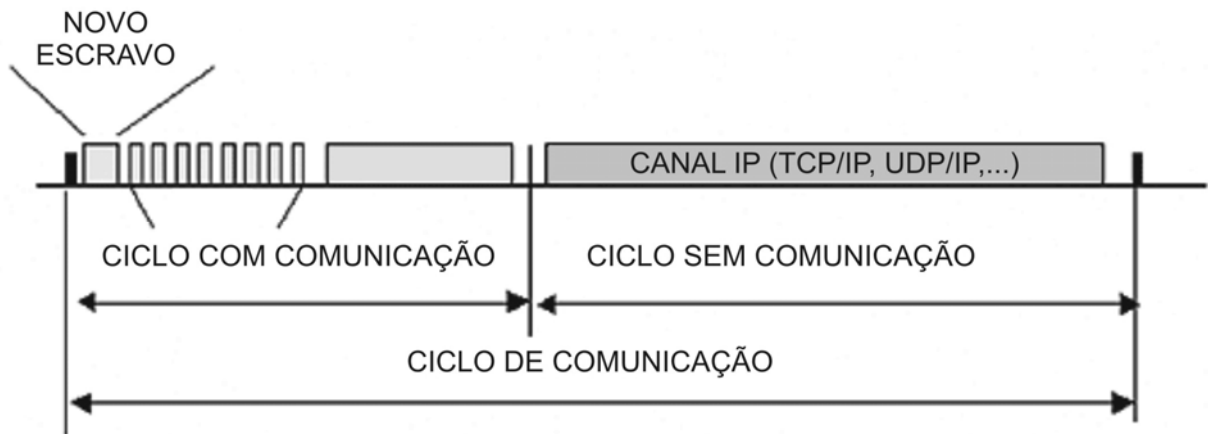 NOVO
ESCRAVO
CANAL IP (TCP/IP, UDP/IP,...)
CICLO COM COMUNICAÇÃO
CICLO SEM COMUNICAÇÃO
CICLO DE COMUNICAÇÃO